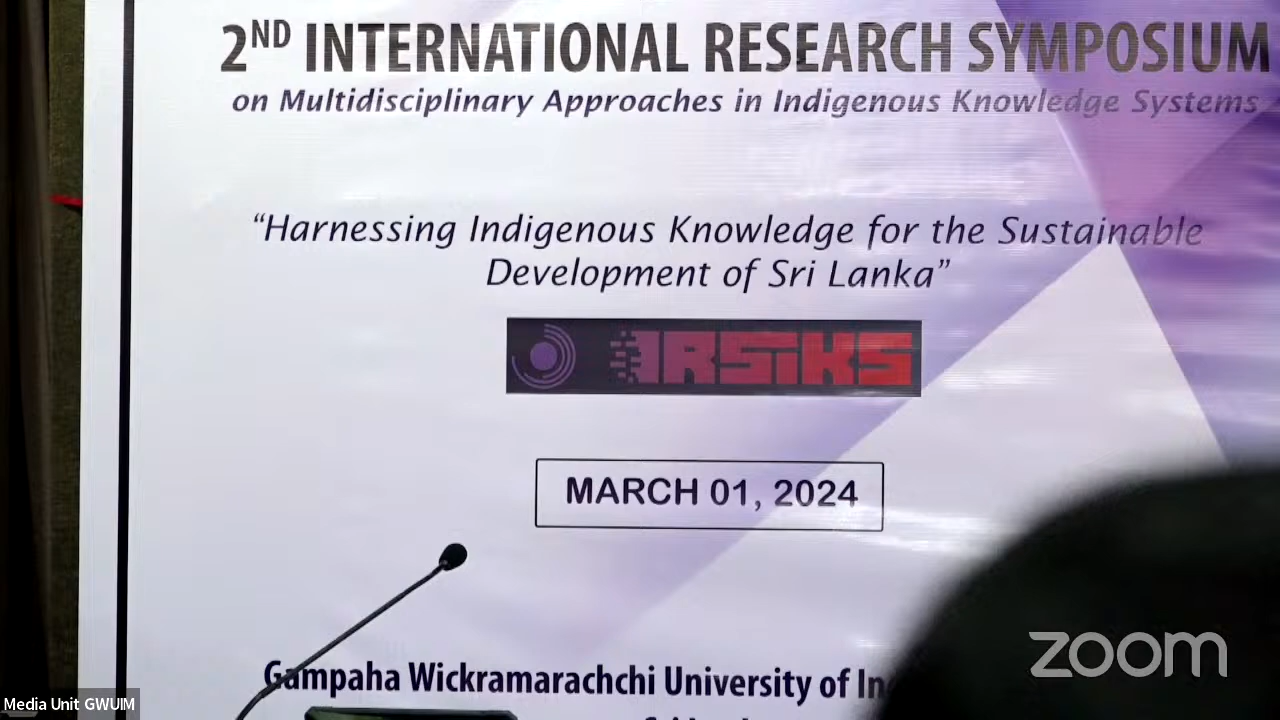 2ND INTERNATIONAL RESEARCH SYMPOSIUM
on Multidisciplinary Approaches in Indigenous Knowledge Systems
“Harnessing Indigenous Knowledge for the Sustainable
Development of Sri Lanka”
IRSIKS
MARCH 01, 2024
Gampaha Wickramarachchi University of
zoom
Media Unit GWUIM